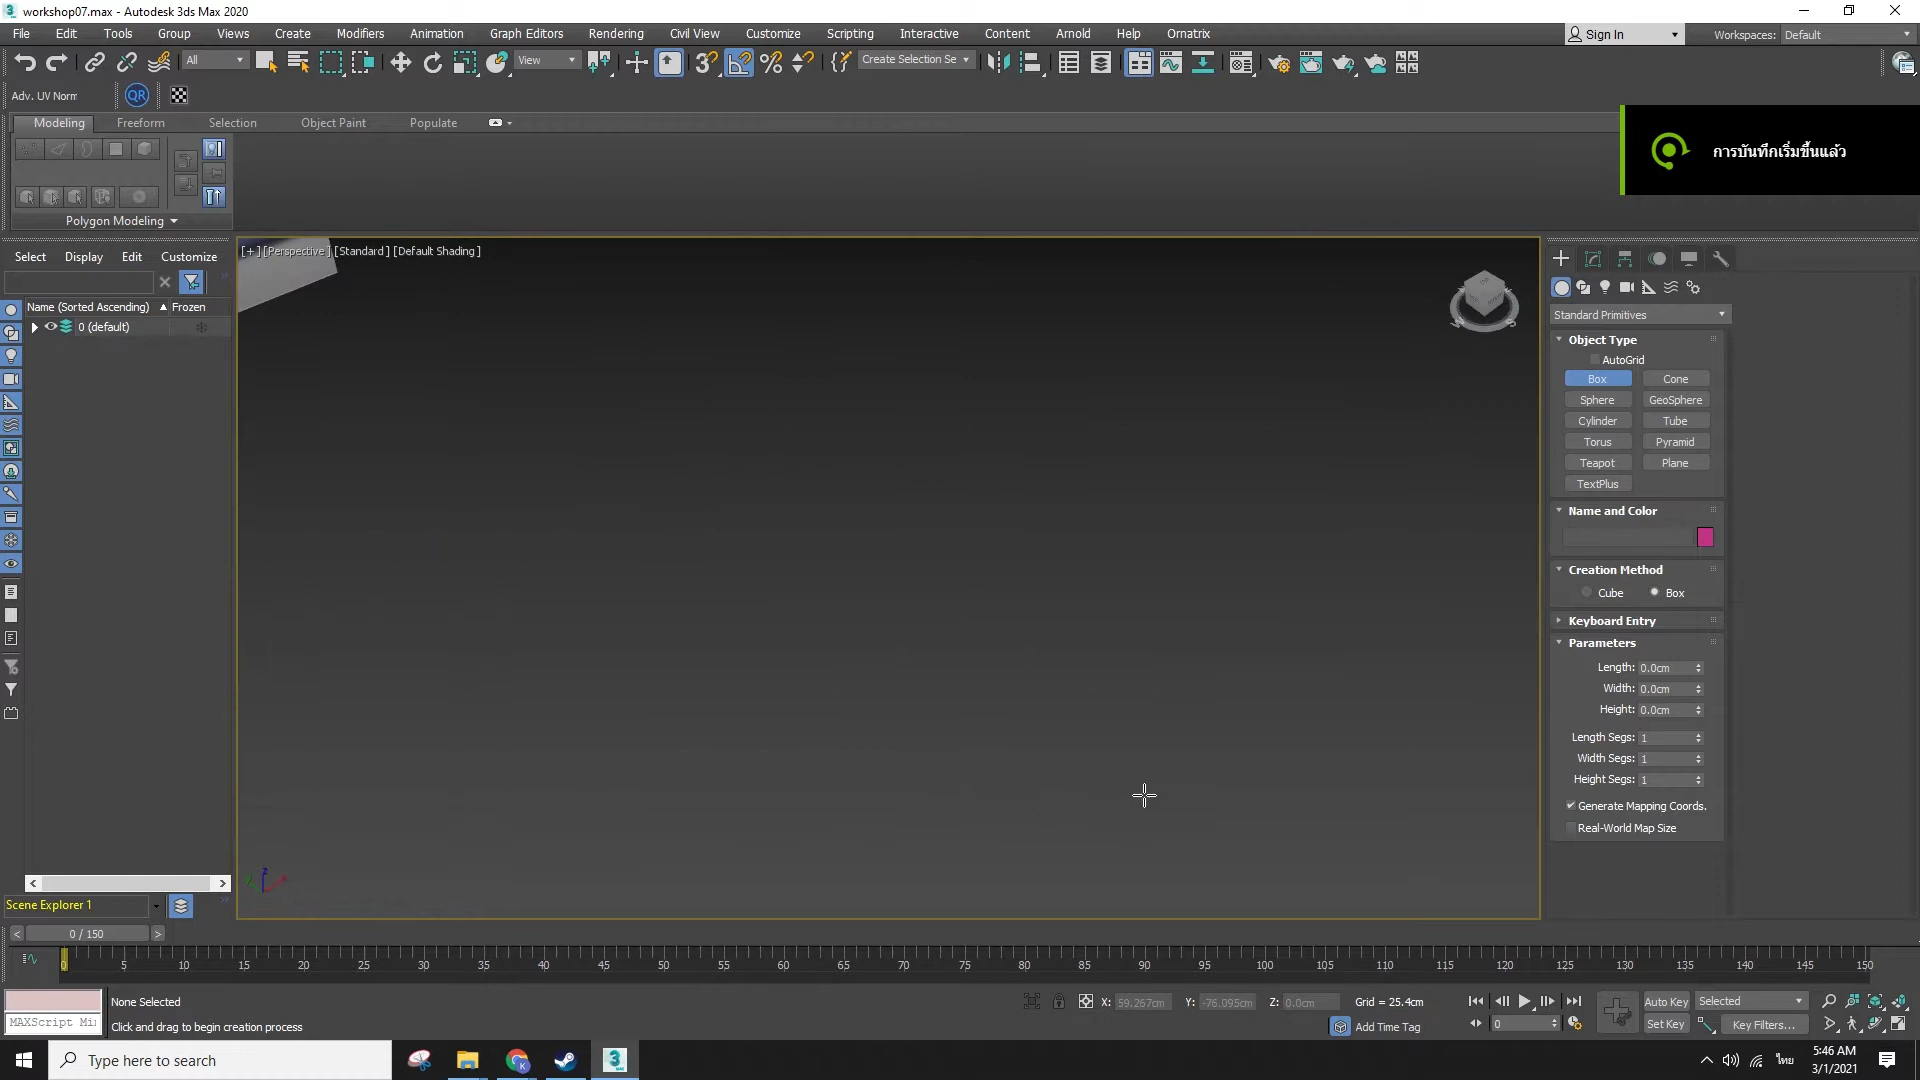 workshop07.max - Autodesk 3ds Max 2020
File Edit Tools Group Views Create Modifiers Animation Graph Editors Rendering Civil View Customize Scripting Interactive Content Arnold Help Ornatrix
Sign In
Workspaces: Default
All
View
Create Selection Se
Adv. UV Norm
QR
Modeling Freeform Selection Object Paint Populate
การบันทึกเริ่มขึ้นแล้ว
Polygon Modeling
Select Display Edit Customize
[+] [Perspective] [Standard] [Default Shading]
Name (Sorted Ascending) Frozen
0 (default)
Standard Primitives
Object Type
AutoGrid
Box Cone
Sphere GeoSphere
Cylinder Tube
Torus Pyramid
Teapot Plane
TextPlus
Name and Color
Creation Method
Cube Box
Keyboard Entry
Parameters
Length: 0.0cm
Width: 0.0cm
Height: 0.0cm
Length Segs: 1
Width Segs: 1
Height Segs: 1
Generate Mapping Coords.
Real-World Map Size
Scene Explorer 1
< 0 / 150 >
0 5 10 15 20 25 30 35 40 45 50 55 60 65 70 75 80 85 90 95 100 105 110 115 120 125 130 135 140 145 150
None Selected
X: 59.267cm Y: -76.095cm Z: 0.0cm Grid = 25.4cm
Auto Key Selected
MAXScript Mi
Click and drag to begin creation process
Add Time Tag
0
Set Key Key Filters...
Type here to search
ไทย
5:46 AM
3/1/2021